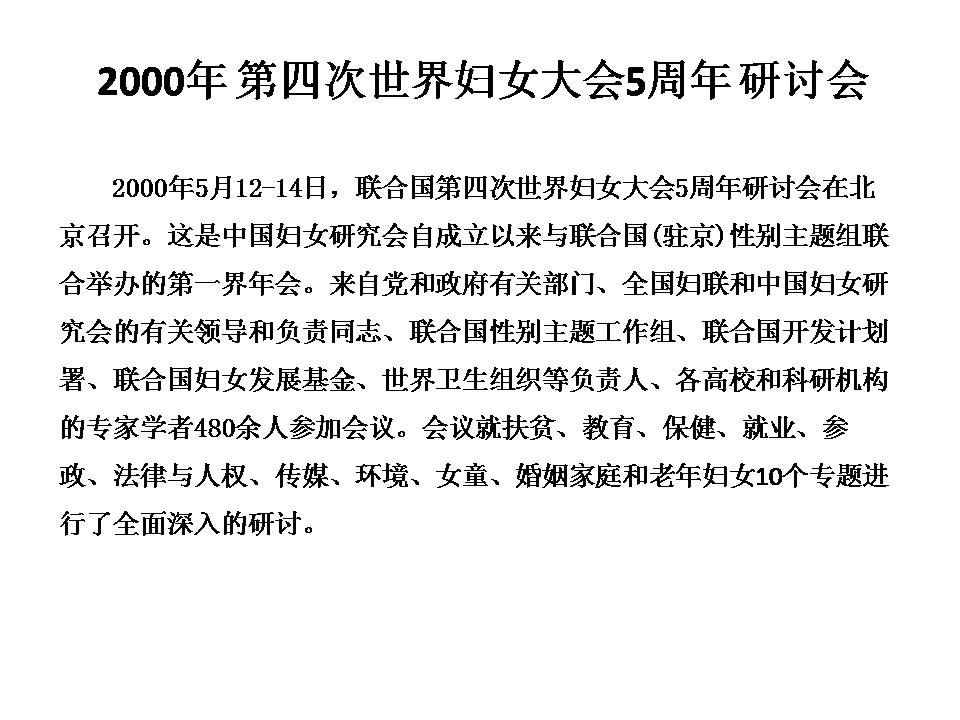 2000年 第四次世界妇女大会5周年 研讨会
2000年5月12-14日，联合国第四次世界妇女大会5周年研讨会在北
京召开。这是中国妇女研究会自成立以来与联合国(驻京)性别主题组联
合举办的第一界年会。来自党和政府有关部门、全国妇联和中国妇女研
究会的有关领导和负责同志、联合国性别主题工作组、联合国开发计划
署、联合国妇女发展基金、世界卫生组织等负责人、各高校和科研机构
的专家学者480余人参加会议。会议就扶贫、教育、保健、就业、参
政、法律与人权、传媒、环境、女童、婚姻家庭和老年妇女10个专题进
行了全面深入的研讨。